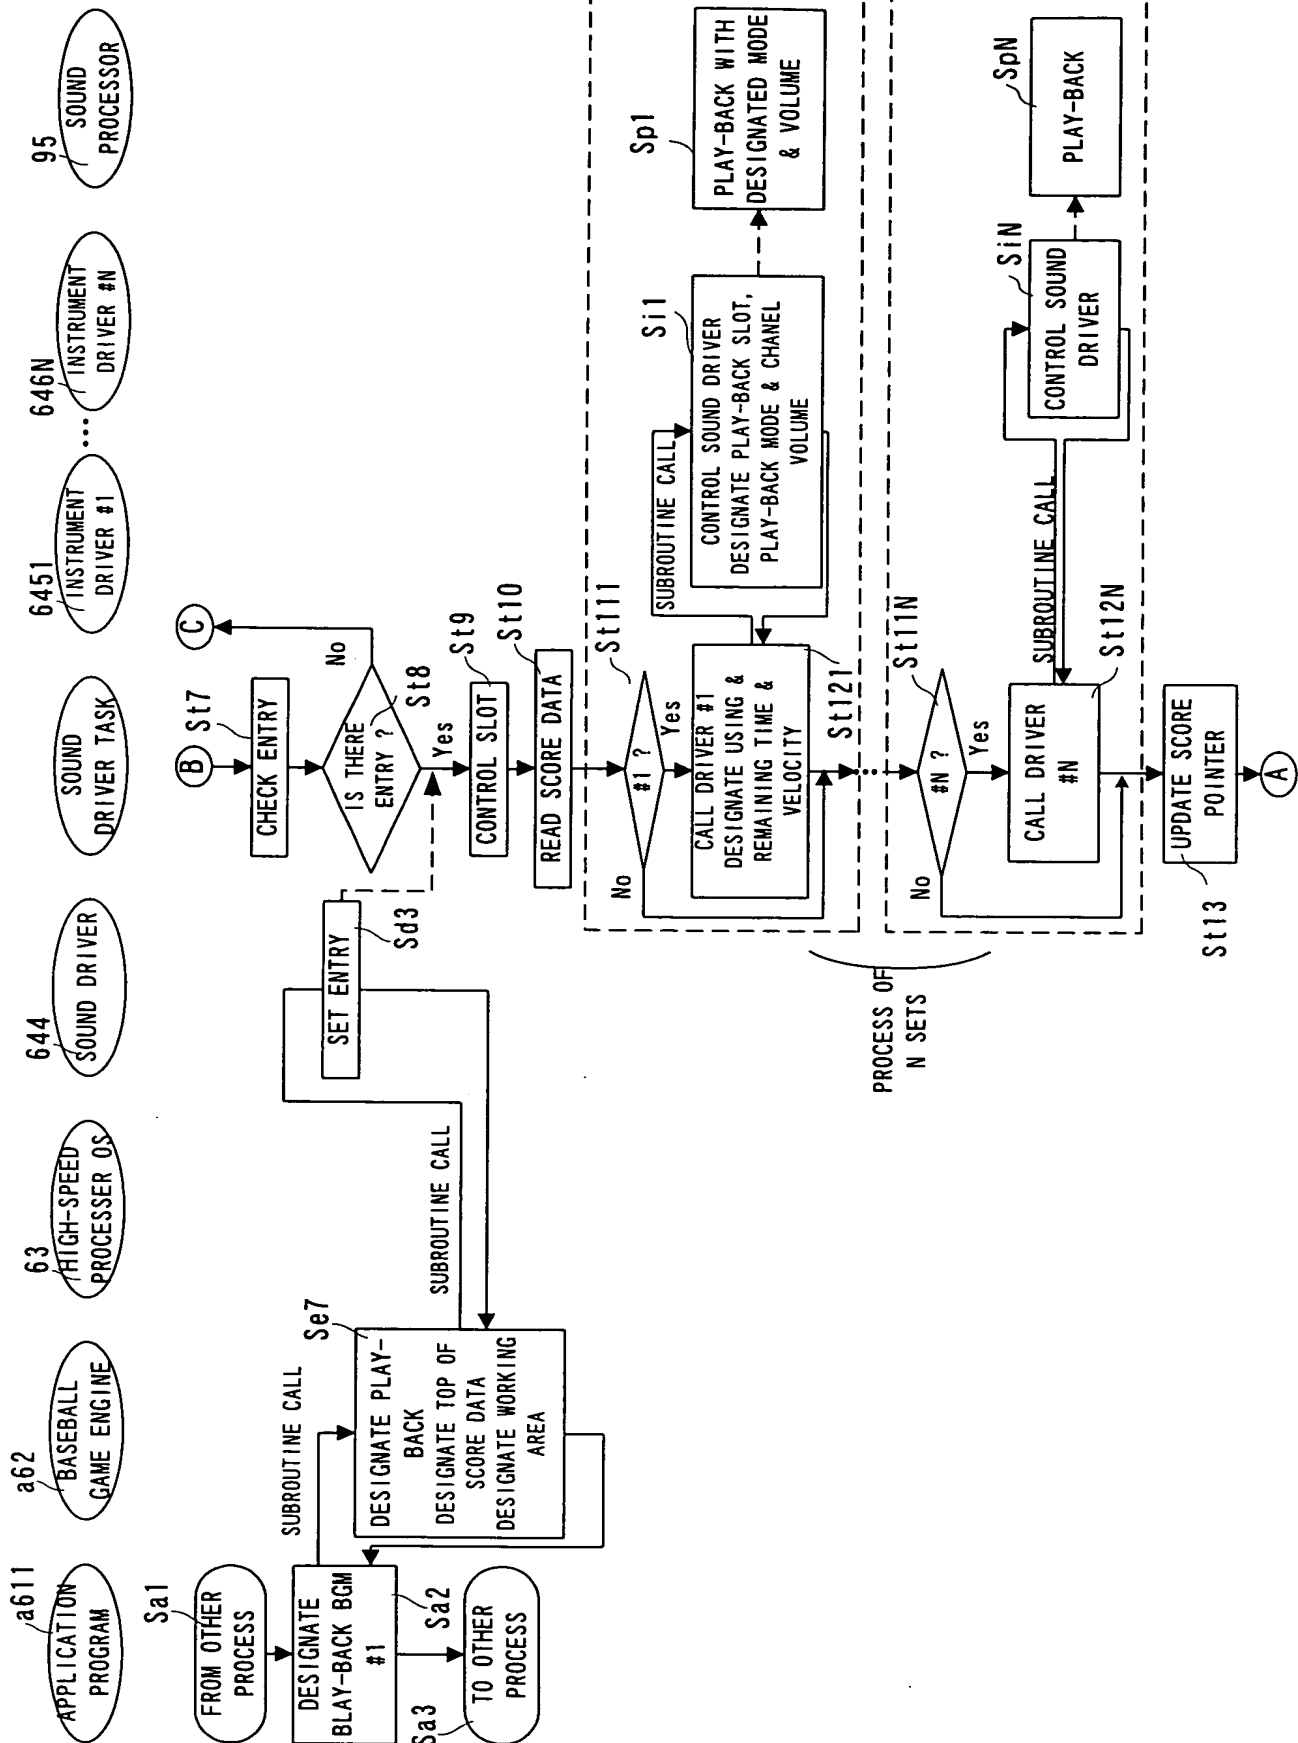 a611
APPLICATION
PROGRAM
a62
BASEBALL
GAME ENGINE
63
HIGH-SPEED
PROCESSER OS
644
SOUND DRIVER
SOUND
DRIVER TASK
6451
INSTRUMENT
DRIVER #1
...
646N
INSTRUMENT
DRIVER #N
95
SOUND
PROCESSOR
Sa1
FROM OTHER
PROCESS
DESIGNATE
BLAY-BACK BGM
#1
Sa2
TO OTHER
PROCESS
Sa3
SUBROUTINE CALL
Se7
DESIGNATE PLAY-
BACK
DESIGNATE TOP OF
SCORE DATA
DESIGNATE WORKING
AREA
SUBROUTINE CALL
SET ENTRY
Sd3
B
St7
CHECK ENTRY
IS THERE
ENTRY ?
St8
No
C
Yes
CONTROL SLOT
St9
READ SCORE DATA
St10
#1 ?
St111
No
Yes
CALL DRIVER #1
DESIGNATE USING &
REMAINING TIME &
VELOCITY
St121
SUBROUTINE CALL
Si1
CONTROL SOUND DRIVER
DESIGNATE PLAY-BACK SLOT,
PLAY-BACK MODE & CHANEL
VOLUME
Sp1
PLAY-BACK WITH
DESIGNATED MODE
& VOLUME
PROCESS OF
N SETS
...
#N ?
St11N
No
Yes
CALL DRIVER
#N
St12N
SUBROUTINE CALL
SiN
CONTROL SOUND
DRIVER
SpN
PLAY-BACK
UPDATE SCORE
POINTER
St13
A